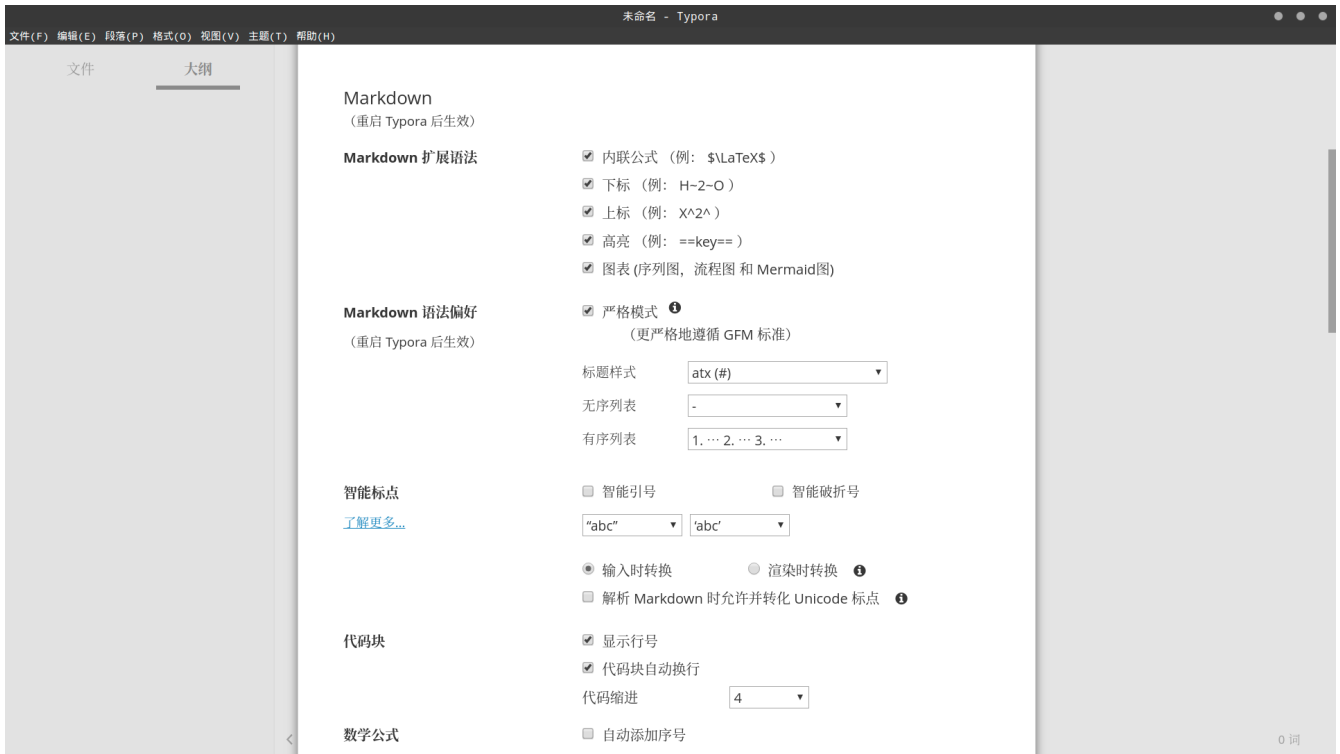 未命名 - Typora
文件(F) 编辑(E) 段落(P) 格式(O) 视图(V) 主题(T) 帮助(H)
文件 大纲
Markdown
（重启 Typora 后生效）
Markdown 扩展语法
内联公式 （例： $\LaTeX$ ）
下标 （例： H~2~O ）
上标 （例： X^2^ ）
高亮 （例： ==key== ）
图表 (序列图，流程图 和 Mermaid图)
Markdown 语法偏好
（重启 Typora 后生效）
严格模式
（更严格地遵循 GFM 标准）
标题样式 atx (#)
无序列表 -
有序列表 1. ··· 2. ··· 3. ···
智能标点
了解更多...
智能引号 智能破折号
“abc” ‘abc’
输入时转换 渲染时转换
解析 Markdown 时允许并转化 Unicode 标点
代码块
显示行号
代码块自动换行
代码缩进 4
数学公式 自动添加序号
0 词